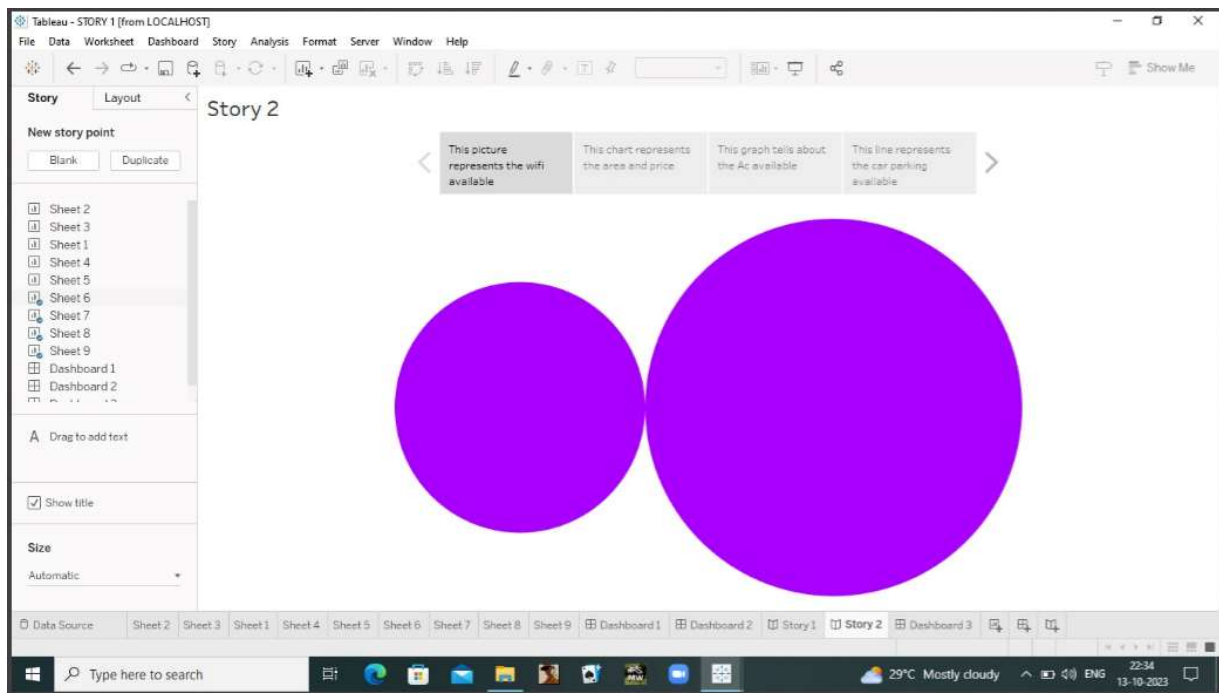 Tableau - STORY 1 [from LOCALHOST]
File Data Worksheet Dashboard Story Analysis Format Server Window Help
Show Me
Story Layout
Story 2
New story point
Blank Duplicate
This picture
represents the wifi
available
This chart represents
the area and price
This graph tells about
the Ac available
This line represents
the car parking
available
Sheet 2
Sheet 3
Sheet 1
Sheet 4
Sheet 5
Sheet 6
Sheet 7
Sheet 8
Sheet 9
Dashboard 1
Dashboard 2
A Drag to add text
Show title
Size
Automatic
Data Source Sheet 2 Sheet 3 Sheet 1 Sheet 4 Sheet 5 Sheet 6 Sheet 7 Sheet 8 Sheet 9 Dashboard 1 Dashboard 2 Story 1 Story 2 Dashboard 3
Type here to search
29°C Mostly cloudy
ENG
22:34
13-10-2023